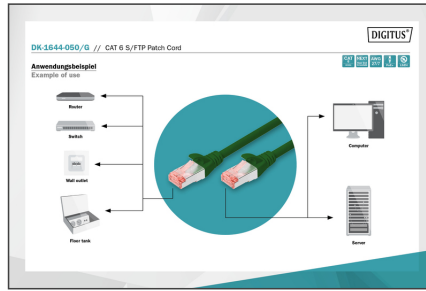 DIGITUS®
DK-1644-050/G // CAT 6 S/FTP Patch Cord
Anwendungsbeispiel
Example of use
Router
Switch
Wall outlet
Floor tank
Computer
Server